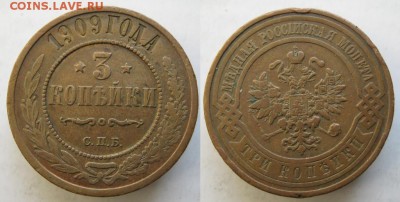 COINS.LAVE.RU
1909 ГОДА
3
КОПѢЙКИ
С.П.Б.
МѢДНАЯ РОССІЙСКАЯ МОНЕТА
ТРИ КОПѢЙКИ